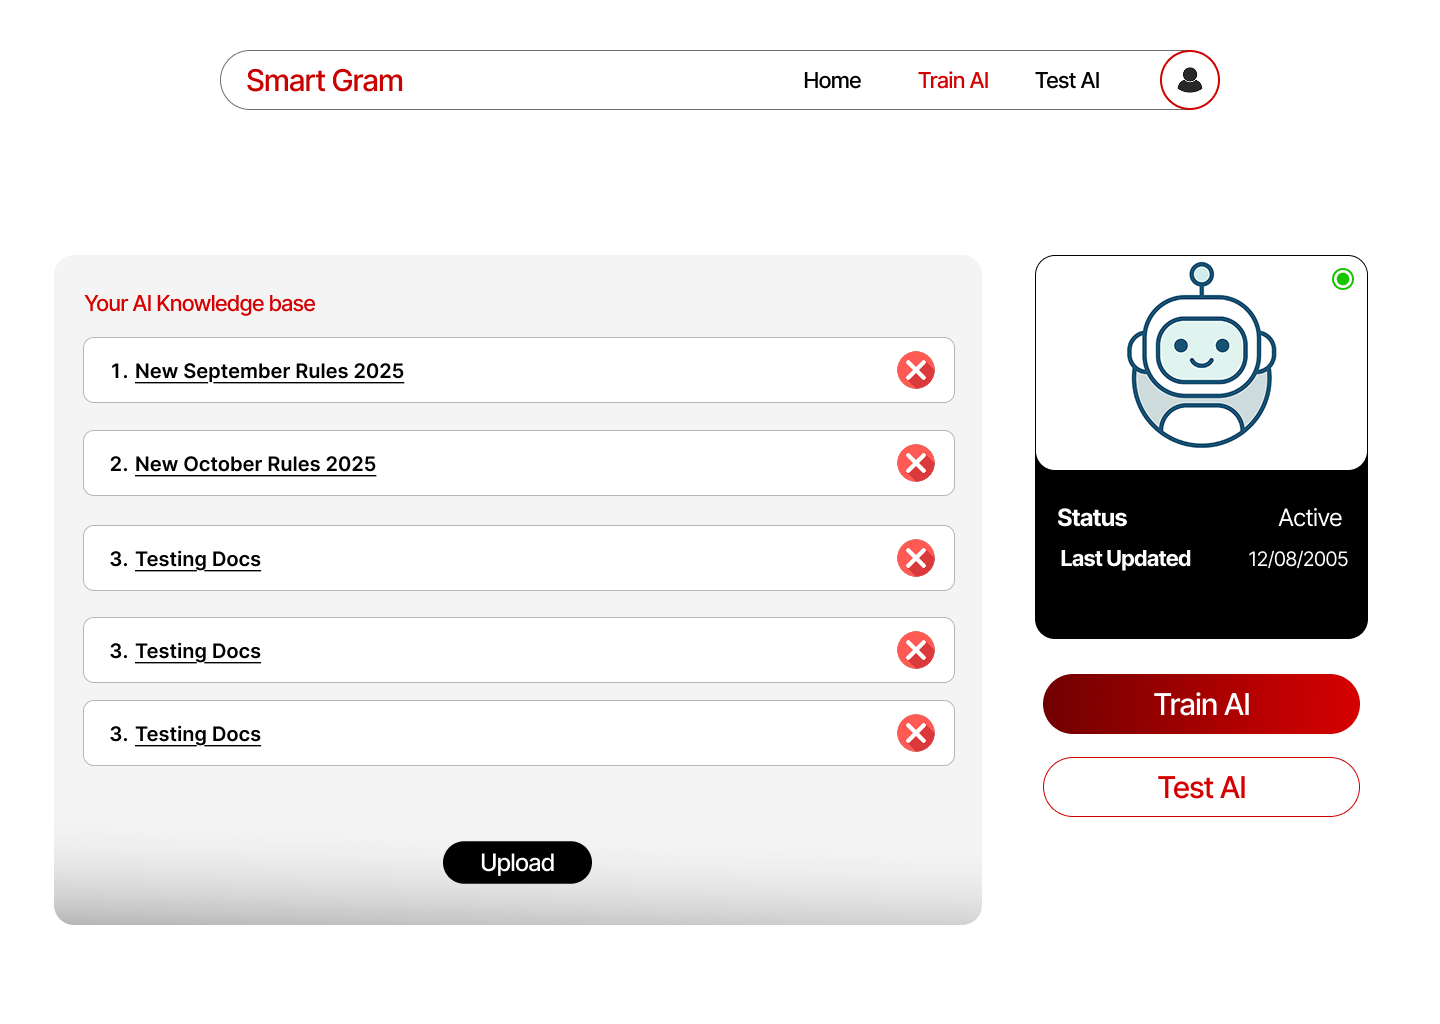 Smart Gram
Home
Train AI
Test AI
Your AI Knowledge base
1. New September Rules 2025
2. New October Rules 2025
3. Testing Docs
3. Testing Docs
3. Testing Docs
Upload
Status Active
Last Updated 12/08/2005
Train AI
Test AI